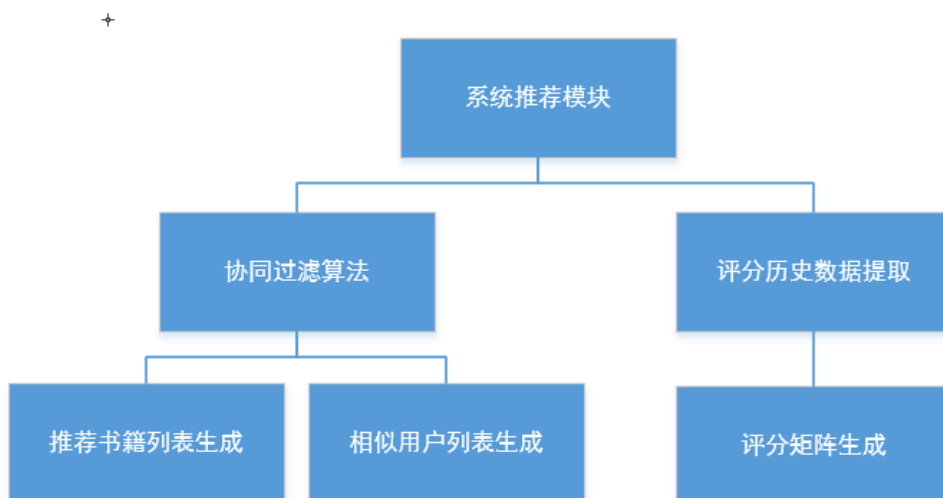 系统推荐模块
协同过滤算法
评分历史数据提取
推荐书籍列表生成
相似用户列表生成
评分矩阵生成